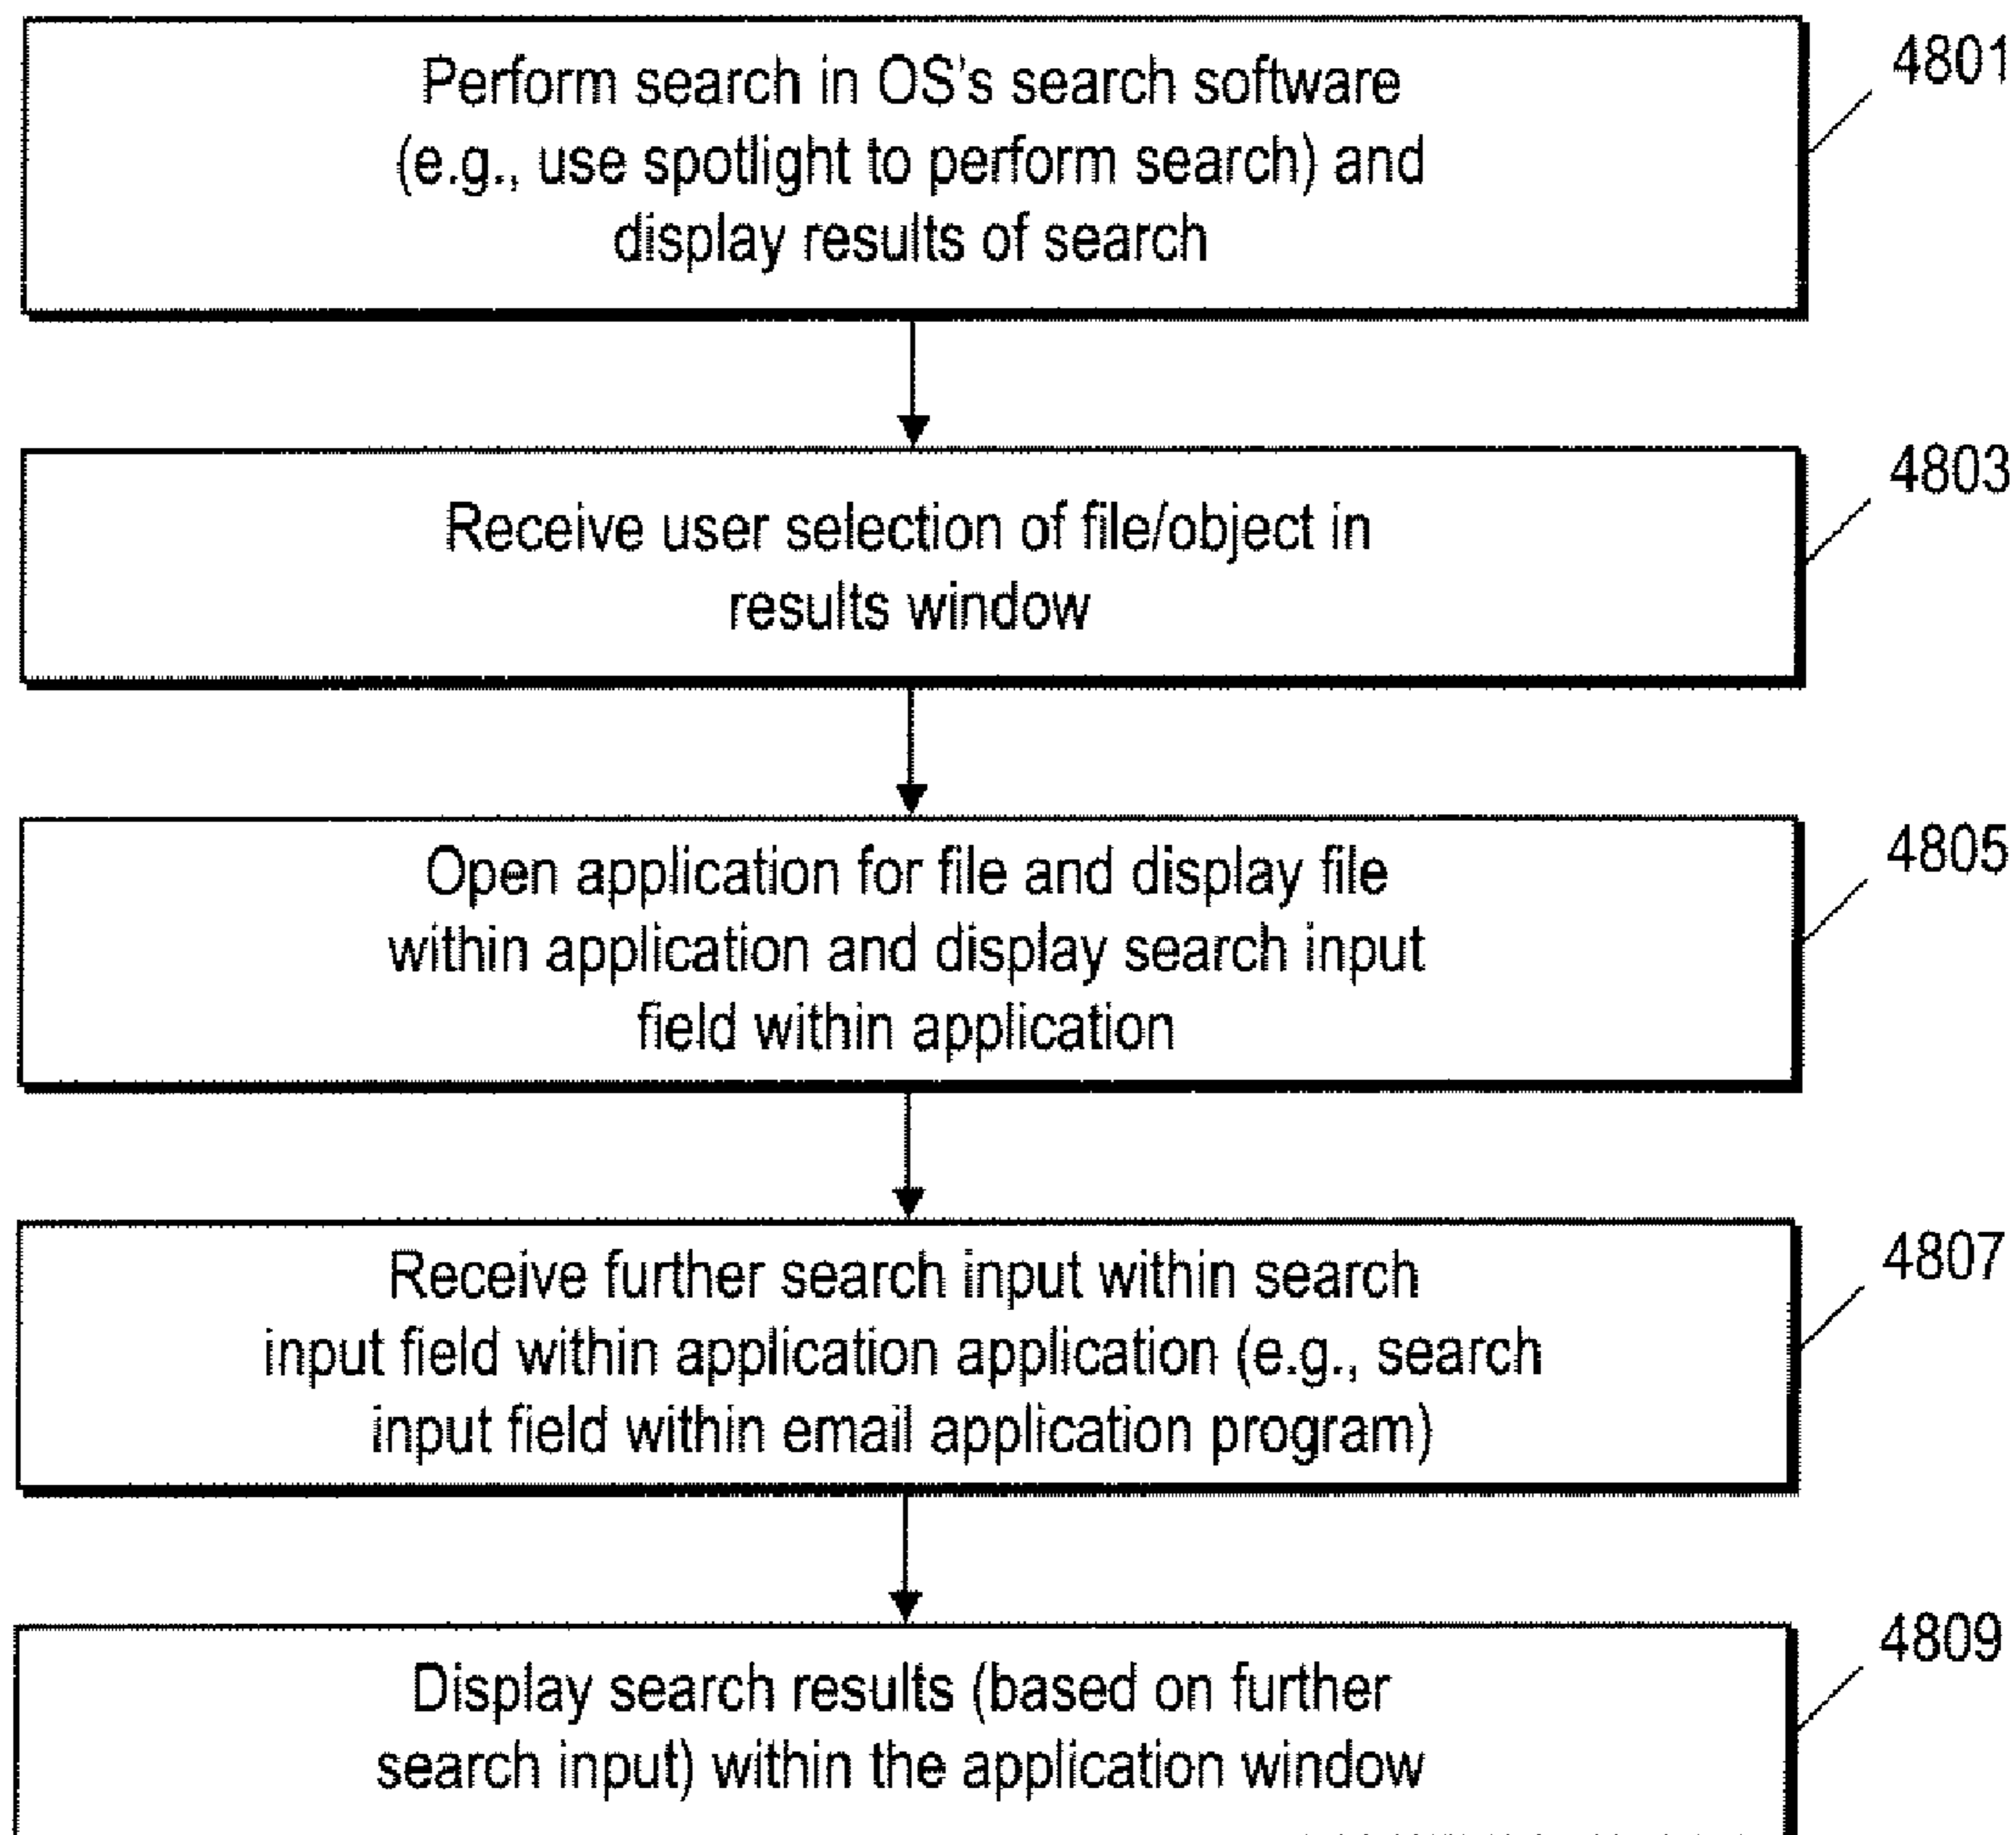 Perform search in OS's search software
(e.g., use spotlight to perform search) and
display results of search
4801
Receive user selection of file/object in
results window
4803
Open application for file and display file
within application and display search input
field within application
4805
Receive further search input within search
input field within application application (e.g., search
input field within email application program)
4807
Display search results (based on further
search input) within the application window
4809